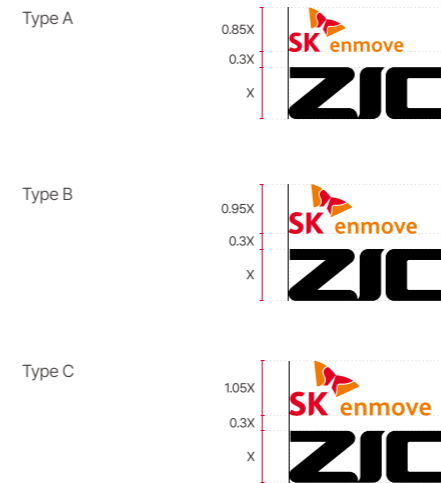 Type A
0.85X
SK enmove
0.3X
X
ZIC
Type B
0.95X
SK enmove
0.3X
X
ZIC
Type C
1.05X
SK enmove
0.3X
X
ZIC